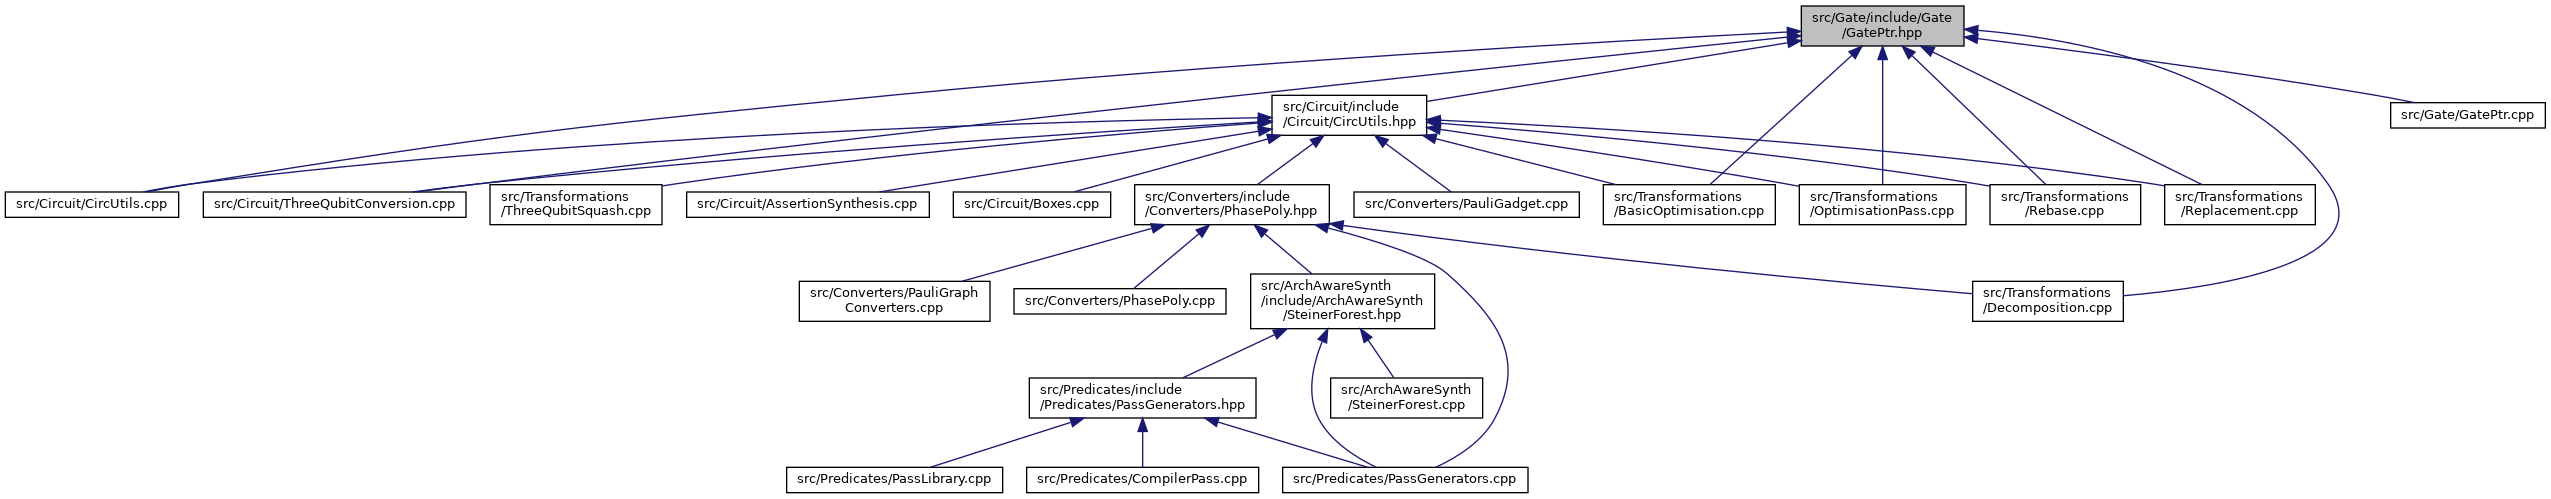 src/Gate/include/Gate
/GatePtr.hpp
src/Circuit/include
/Circuit/CircUtils.hpp
src/Gate/GatePtr.cpp
src/Circuit/CircUtils.cpp
src/Circuit/ThreeQubitConversion.cpp
src/Transformations
/ThreeQubitSquash.cpp
src/Circuit/AssertionSynthesis.cpp
src/Circuit/Boxes.cpp
src/Converters/include
/Converters/PhasePoly.hpp
src/Converters/PauliGadget.cpp
src/Transformations
/BasicOptimisation.cpp
src/Transformations
/OptimisationPass.cpp
src/Transformations
/Rebase.cpp
src/Transformations
/Replacement.cpp
src/Converters/PauliGraph
Converters.cpp
src/Converters/PhasePoly.cpp
src/ArchAwareSynth
/include/ArchAwareSynth
/SteinerForest.hpp
src/Transformations
/Decomposition.cpp
src/Predicates/include
/Predicates/PassGenerators.hpp
src/ArchAwareSynth
/SteinerForest.cpp
src/Predicates/PassLibrary.cpp
src/Predicates/CompilerPass.cpp
src/Predicates/PassGenerators.cpp